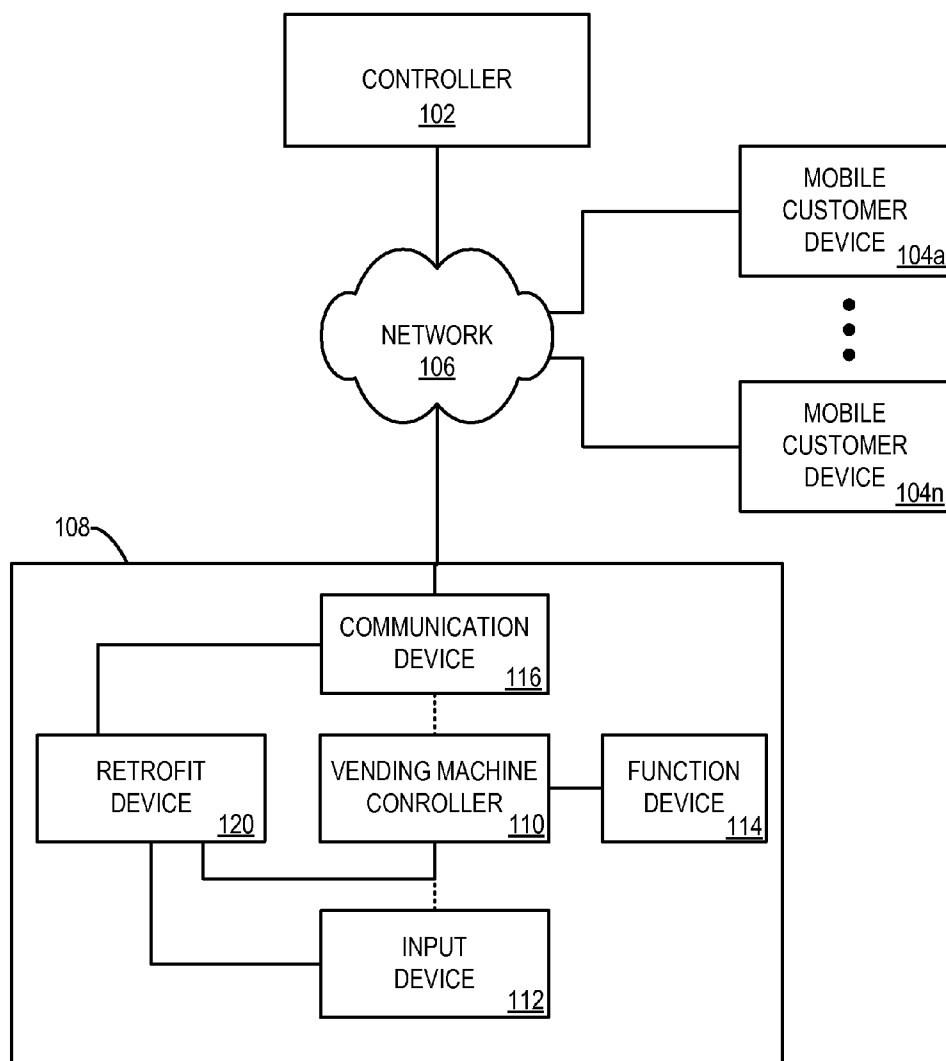 CONTROLLER
102
MOBILE
CUSTOMER
DEVICE
104a
NETWORK
106
MOBILE
CUSTOMER
DEVICE
104n
108
COMMUNICATION
DEVICE
116
RETROFIT
DEVICE
120
VENDING MACHINE
CONROLLER
110
FUNCTION
DEVICE
114
INPUT
DEVICE
112